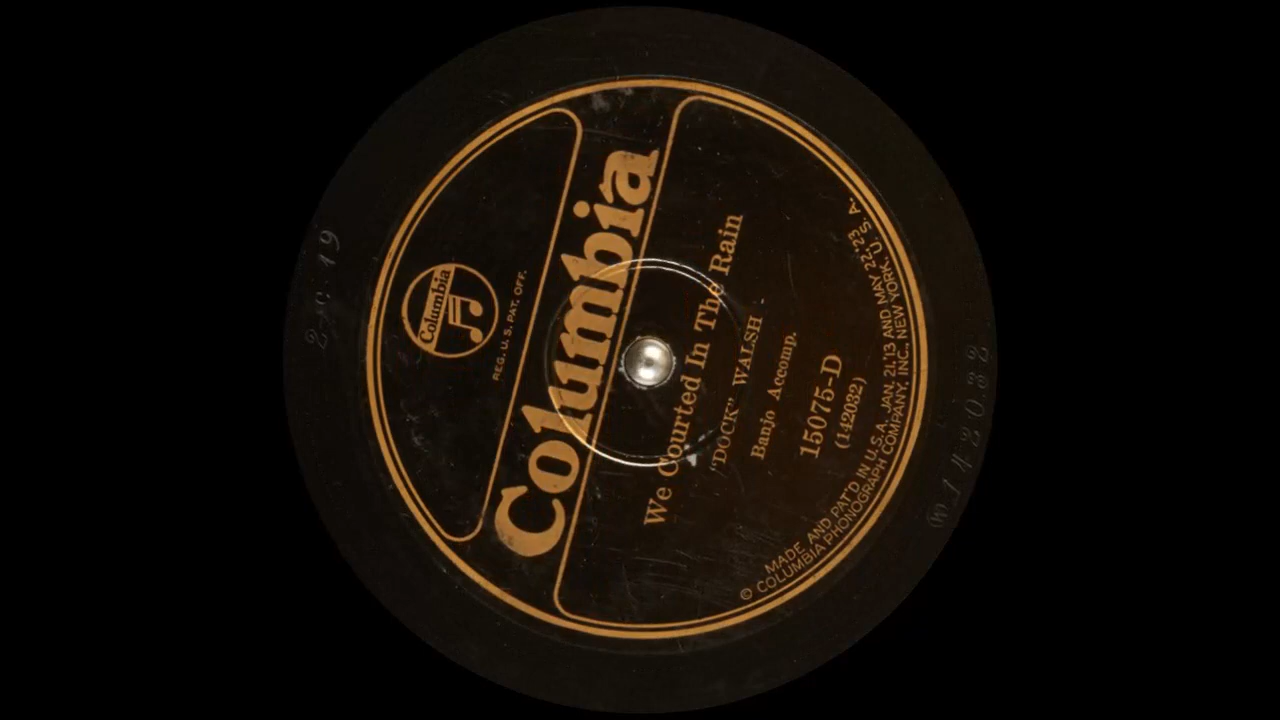 Columbia
REG. U. S. PAT. OFF.
Columbia
We Courted In The Rain
"DOCK" WALSH -
Banjo Accomp.
15075-D
(142032)
MADE AND PAT'D IN U.S.A. JAN. 21,'13 AND MAY 22,'23
© COLUMBIA PHONOGRAPH COMPANY, INC., NEW YORK, U. S. A.